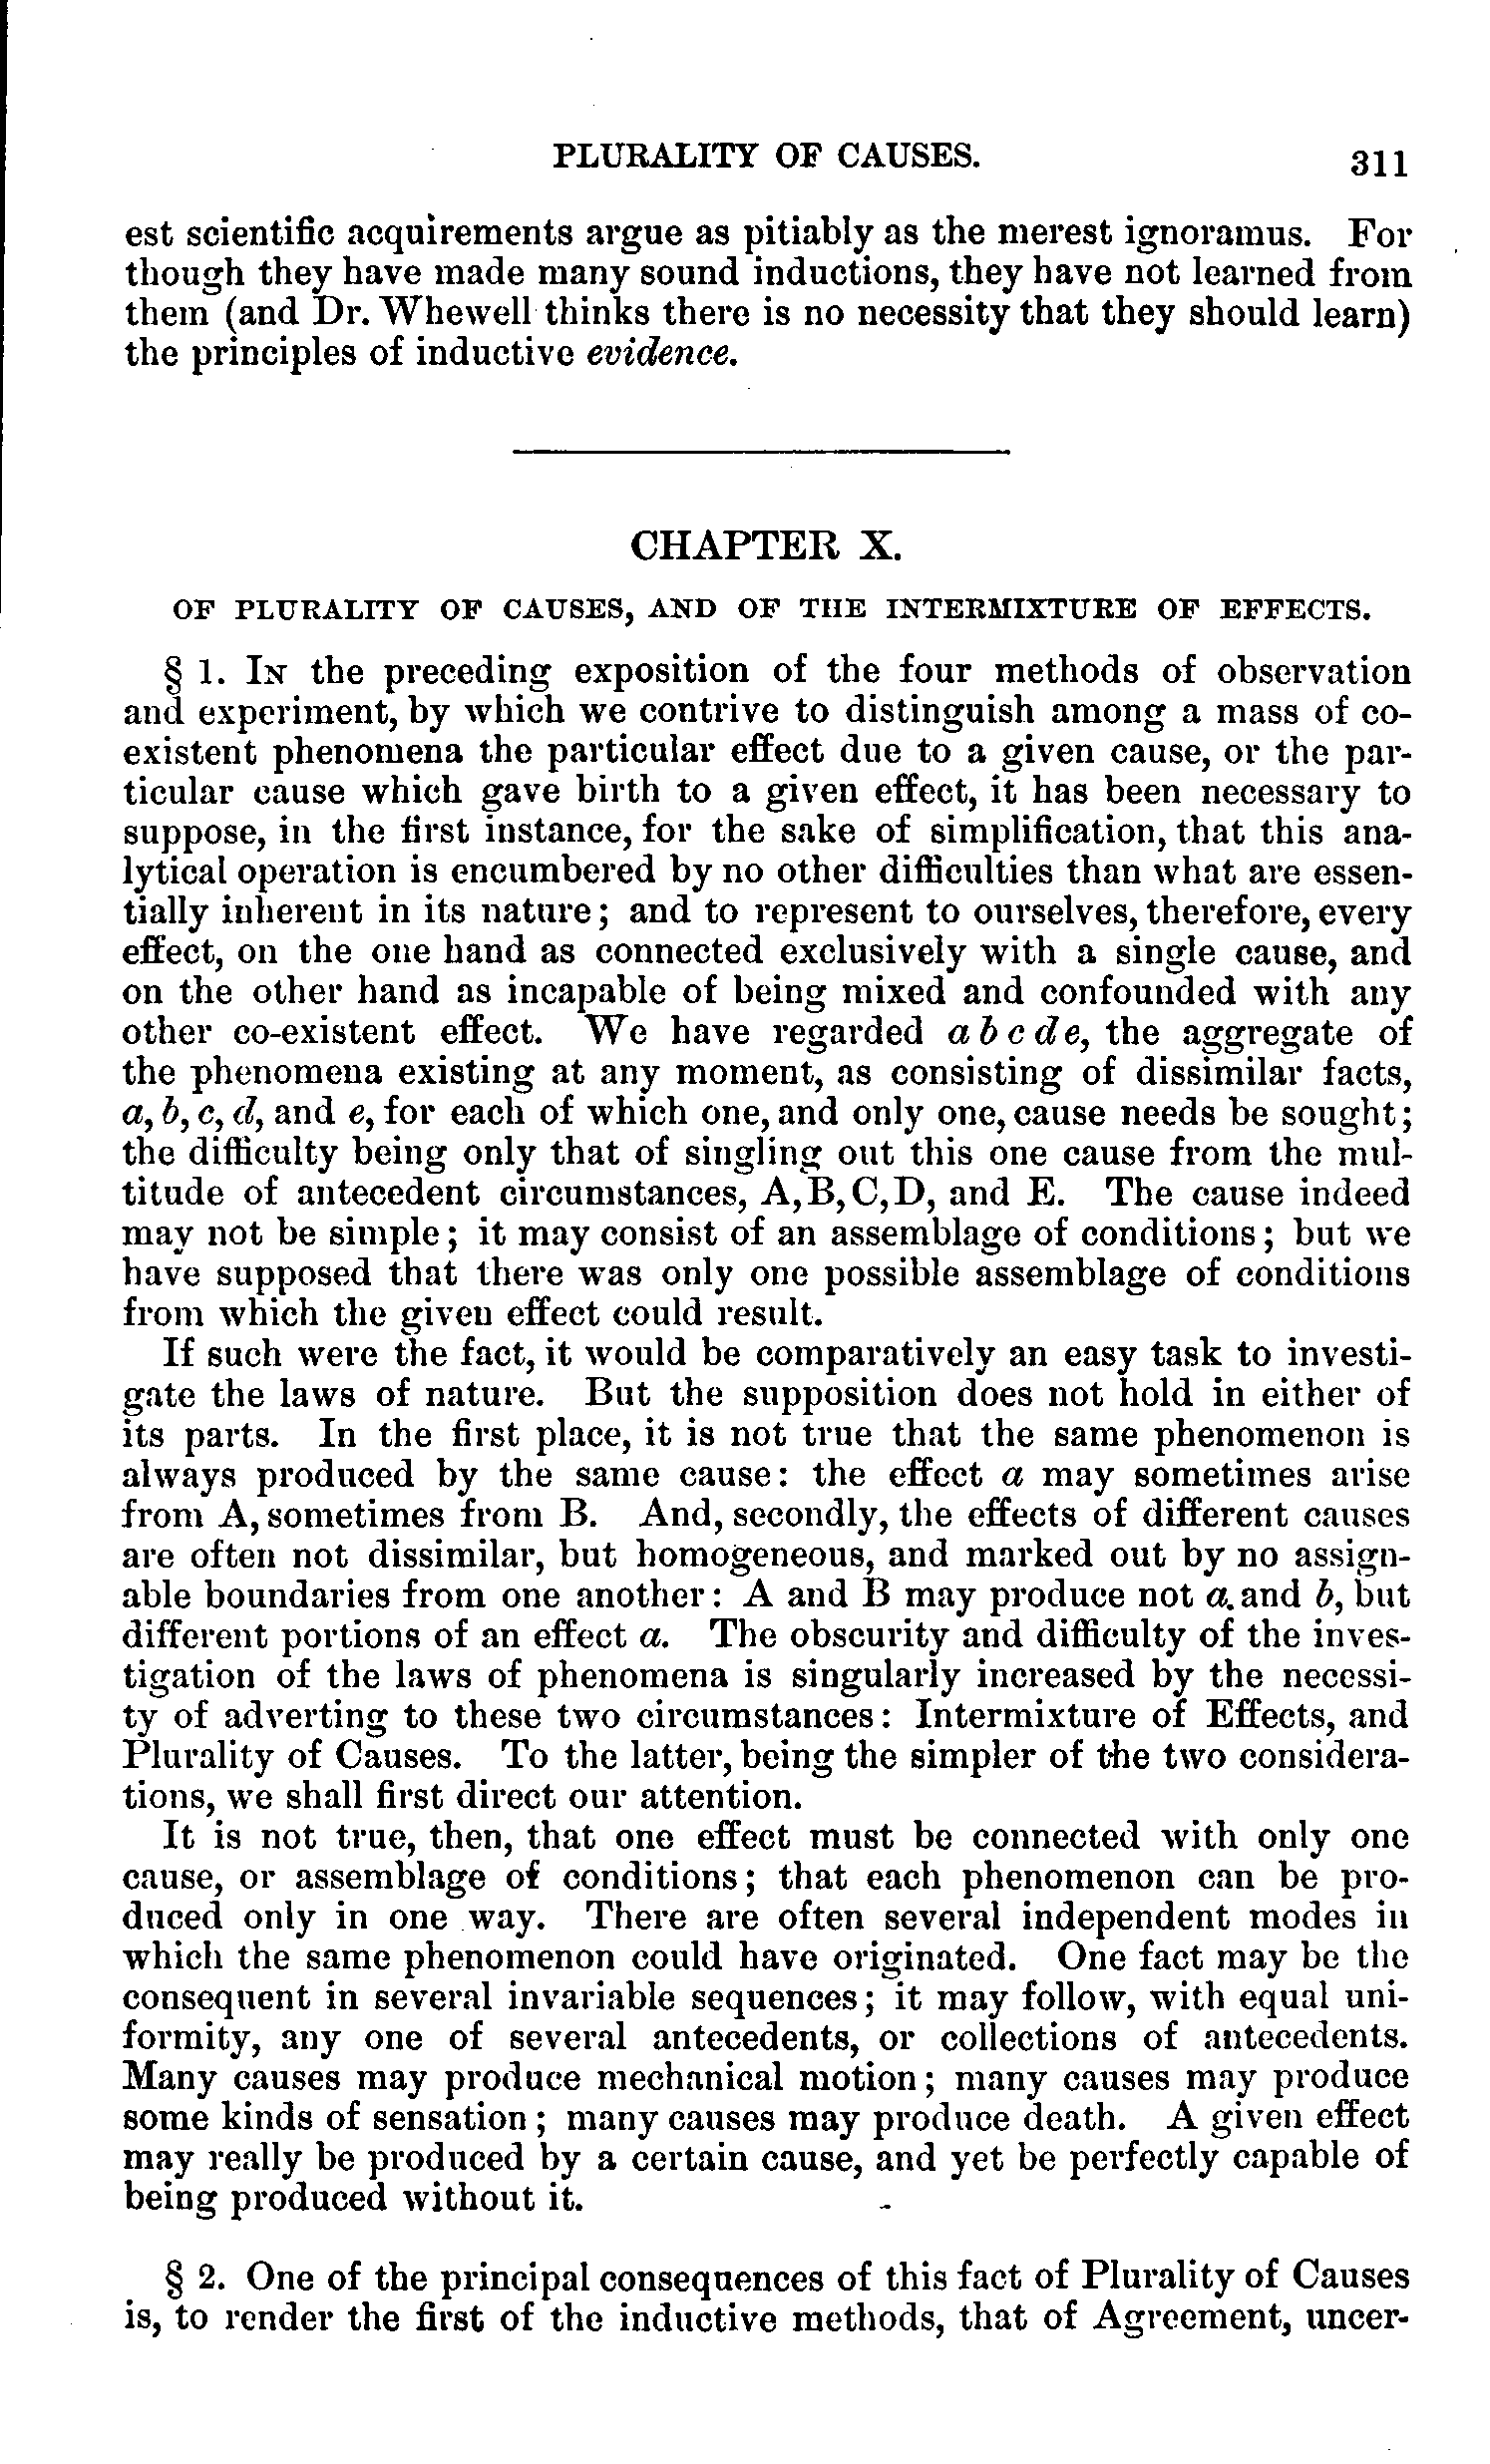 PLURALITY OF CAUSES. 311
est scientific acquirements argue as pitiably as the merest ignoramus. For
though they have made many sound inductions, they have not learned from
them (and Dr. Whewell thinks there is no necessity that they should learn)
the principles of inductive evidence.
CHAPTER X.
OF PLURALITY OF CAUSES, AND OF THE INTERMIXTURE OF EFFECTS.
§ 1. IN the preceding exposition of the four methods of observation
and experiment, by which we contrive to distinguish among a mass of co-
existent phenomena the particular effect due to a given cause, or the par-
ticular cause which gave birth to a given effect, it has been necessary to
suppose, in the first instance, for the sake of simplification, that this ana-
lytical operation is encumbered by no other difficulties than what are essen-
tially inherent in its nature; and to represent to ourselves, therefore, every
effect, on the one hand as connected exclusively with a single cause, and
on the other hand as incapable of being mixed and confounded with any
other co-existent effect. We have regarded a b c d e, the aggregate of
the phenomena existing at any moment, as consisting of dissimilar facts,
a, b, c, d, and e, for each of which one, and only one, cause needs be sought;
the difficulty being only that of singling out this one cause from the mul-
titude of antecedent circumstances, A, B, C, D, and E. The cause indeed
may not be simple; it may consist of an assemblage of conditions; but we
have supposed that there was only one possible assemblage of conditions
from which the given effect could result.
If such were the fact, it would be comparatively an easy task to investi-
gate the laws of nature. But the supposition does not hold in either of
its parts. In the first place, it is not true that the same phenomenon is
always produced by the same cause: the effect a may sometimes arise
from A, sometimes from B. And, secondly, the effects of different causes
are often not dissimilar, but homogeneous, and marked out by no assign-
able boundaries from one another: A and B may produce not a. and b, but
different portions of an effect a. The obscurity and difficulty of the inves-
tigation of the laws of phenomena is singularly increased by the necessi-
ty of adverting to these two circumstances: Intermixture of Effects, and
Plurality of Causes. To the latter, being the simpler of the two considera-
tions, we shall first direct our attention.
It is not true, then, that one effect must be connected with only one
cause, or assemblage of conditions; that each phenomenon can be pro-
duced only in one way. There are often several independent modes in
which the same phenomenon could have originated. One fact may be the
consequent in several invariable sequences; it may follow, with equal uni-
formity, any one of several antecedents, or collections of antecedents.
Many causes may produce mechanical motion; many causes may produce
some kinds of sensation; many causes may produce death. A given effect
may really be produced by a certain cause, and yet be perfectly capable of
being produced without it.
§ 2. One of the principal consequences of this fact of Plurality of Causes
is, to render the first of the inductive methods, that of Agreement, uncer-